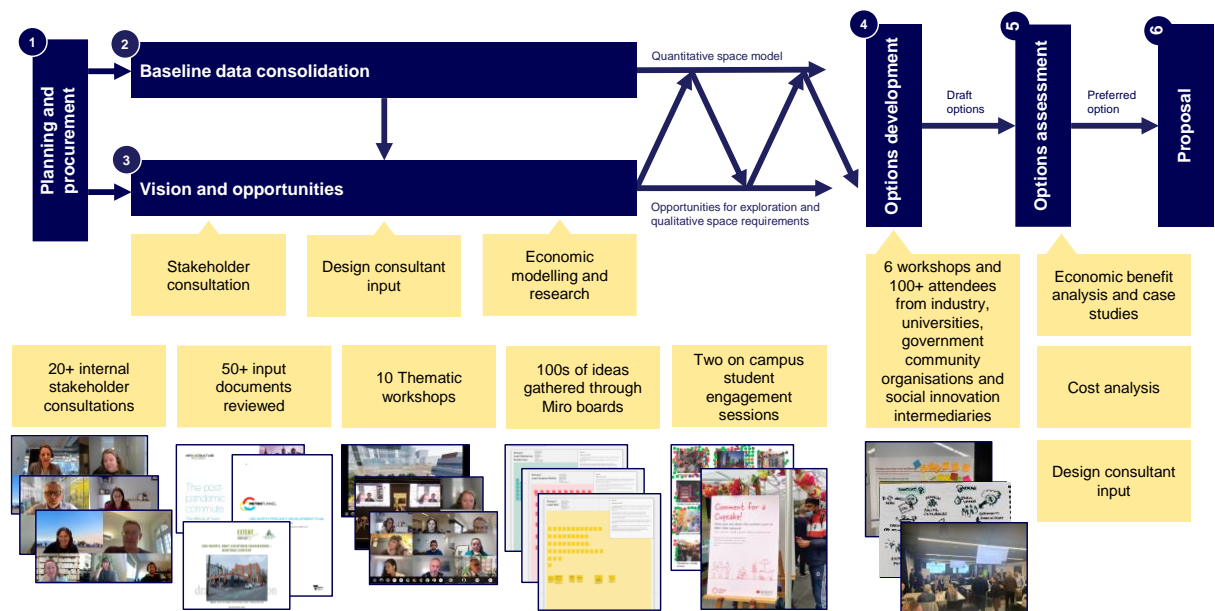 1
Planning and
procurement
2
Baseline data consolidation
3
Vision and opportunities
Quantitative space model
Opportunities for exploration and
qualitative space requirements
4
Options development
Draft
options
5
Options assessment
Preferred
option
6
Proposal
Stakeholder
consultation
Design consultant
input
Economic
modelling and
research
6 workshops and
100+ attendees
from industry,
universities,
government
community
organisations and
social innovation
intermediaries
Economic benefit
analysis and case
studies
Cost analysis
Design consultant
input
20+ internal
stakeholder
consultations
50+ input
documents
reviewed
10 Thematic
workshops
100s of ideas
gathered through
Miro boards
Two on campus
student
engagement
sessions
The post-
pandemic
commute
Comment for a
Cupcake!